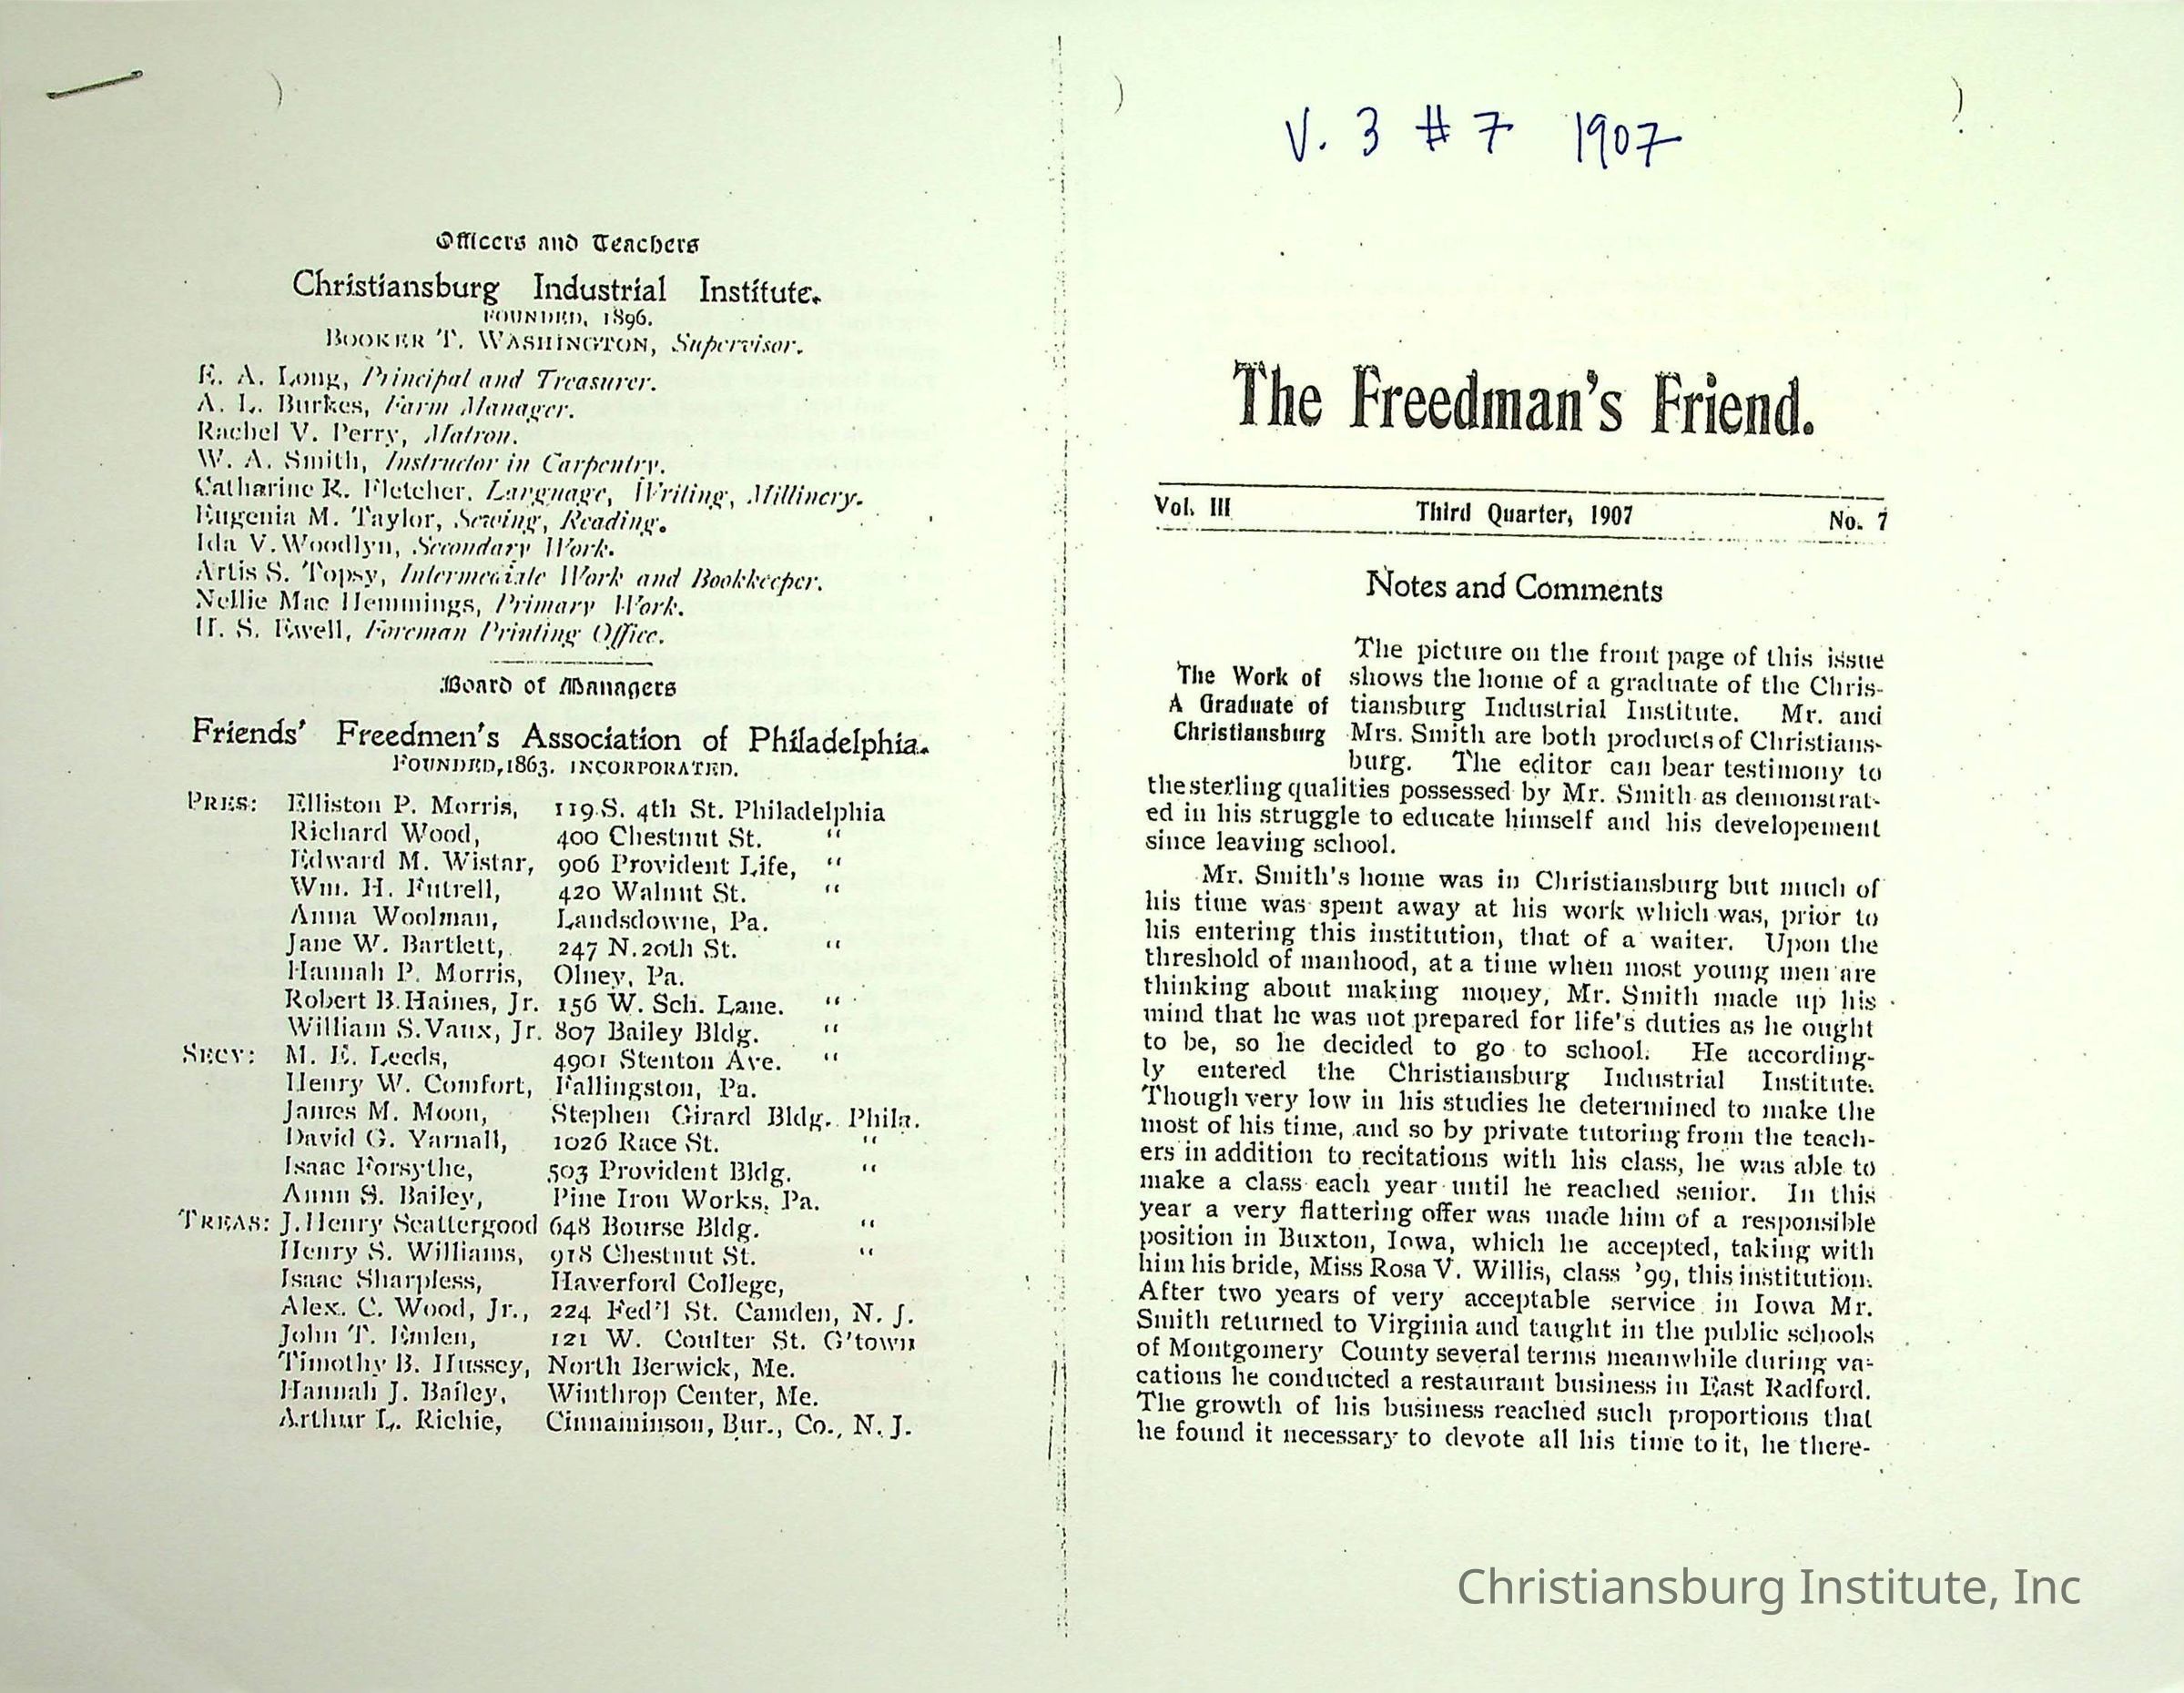 Officers and Teachers
Christiansburg Industrial Institute.
FOUNDED, 1896.
BOOKER T. WASHINGTON, Supervisor.
E. A. Long, Principal and Treasurer.
A. L. Burkes, Farm Manager.
Rachel V. Perry, Matron.
W. A. Smith, Instructor in Carpentry.
Catharine R. Fletcher. Language, Writing, Millinery.
Eugenia M. Taylor, Sewing, Reading.
Ida V. Woodlyn, Secondary Work.
Artis S. Topsy, Intermediate Work and Bookkeeper.
Nellie Mae Hemmings, Primary Work.
H. S. Ewell, Foreman Printing Office.
Board of Managers
Friends' Freedmen's Association of Philadelphia.
FOUNDED, 1863. INCORPORATED.
PRES: Elliston P. Morris, 119 S. 4th St. Philadelphia
Richard Wood, 400 Chestnut St. "
Edward M. Wistar, 906 Provident Life, "
Wm. H. Futrell, 420 Walnut St. "
Anna Woolman, Landsdowne, Pa.
Jane W. Bartlett, 247 N. 20th St. "
Hannah P. Morris, Olney, Pa.
Robert B. Haines, Jr. 156 W. Sch. Lane. "
William S. Vaux, Jr. 807 Bailey Bldg. "
SECY: M. E. Leeds, 4901 Stenton Ave. "
Henry W. Comfort, Fallingston, Pa.
James M. Moon, Stephen Girard Bldg. Phila.
David G. Yarnall, 1026 Race St. "
Isaac Forsythe, 503 Provident Bldg. "
Anna S. Bailey, Pine Iron Works, Pa.
TREAS: J. Henry Scattergood 648 Bourse Bldg. "
Henry S. Williams, 918 Chestnut St. "
Isaac Sharpless, Haverford College,
Alex. C. Wood, Jr., 224 Fed'l St. Camden, N. J.
John T. Emlen, 121 W. Coulter St. G'town
Timothy B. Hussey, North Berwick, Me.
Hannah J. Bailey, Winthrop Center, Me.
Arthur L. Richie, Cinnaminson, Bur., Co., N. J.
V. 3 # 7 1907
The Freedman's Friend.
Vol. III Third Quarter, 1907 No. 7
Notes and Comments
The Work of
A Graduate of
Christiansburg
The picture on the front page of this issue
shows the home of a graduate of the Chris-
tiansburg Industrial Institute. Mr. and
Mrs. Smith are both products of Christians-
burg. The editor can bear testimony to
the sterling qualities possessed by Mr. Smith as demonstrat-
ed in his struggle to educate himself and his developement
since leaving school.
Mr. Smith's home was in Christiansburg but much of
his time was spent away at his work which was, prior to
his entering this institution, that of a waiter. Upon the
threshold of manhood, at a time when most young men are
thinking about making money, Mr. Smith made up his
mind that he was not prepared for life's duties as he ought
to be, so he decided to go to school. He according-
ly entered the Christiansburg Industrial Institute.
Though very low in his studies he determined to make the
most of his time, and so by private tutoring from the teach-
ers in addition to recitations with his class, he was able to
make a class each year until he reached senior. In this
year a very flattering offer was made him of a responsible
position in Buxton, Iowa, which he accepted, taking with
him his bride, Miss Rosa V. Willis, class '99, this institution.
After two years of very acceptable service in Iowa Mr.
Smith returned to Virginia and taught in the public schools
of Montgomery County several terms meanwhile during va-
cations he conducted a restaurant business in East Radford.
The growth of his business reached such proportions that
he found it necessary to devote all his time to it, he there-
Christiansburg Institute, Inc